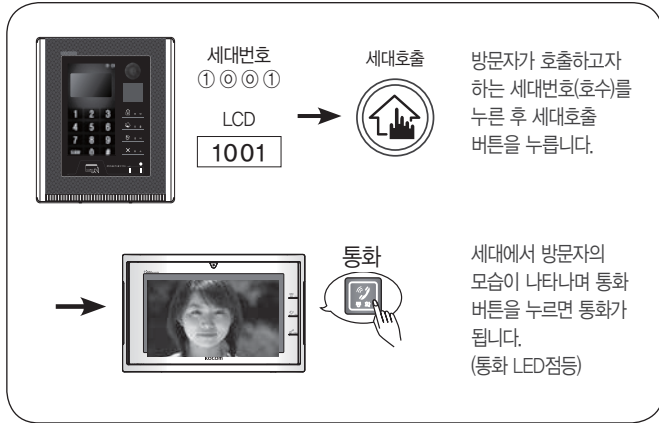 세대번호
① ⓪ ⓪ ①
LCD
1001
1 2 3
4 5 6
7 8 9
0
세대호출
방문자가 호출하고자
하는 세대번호(호수)를
누른 후 세대호출
버튼을 누릅니다.
통화
KOCOM
세대에서 방문자의
모습이 나타나며 통화
버튼을 누르면 통화가
됩니다.
(통화 LED점등)